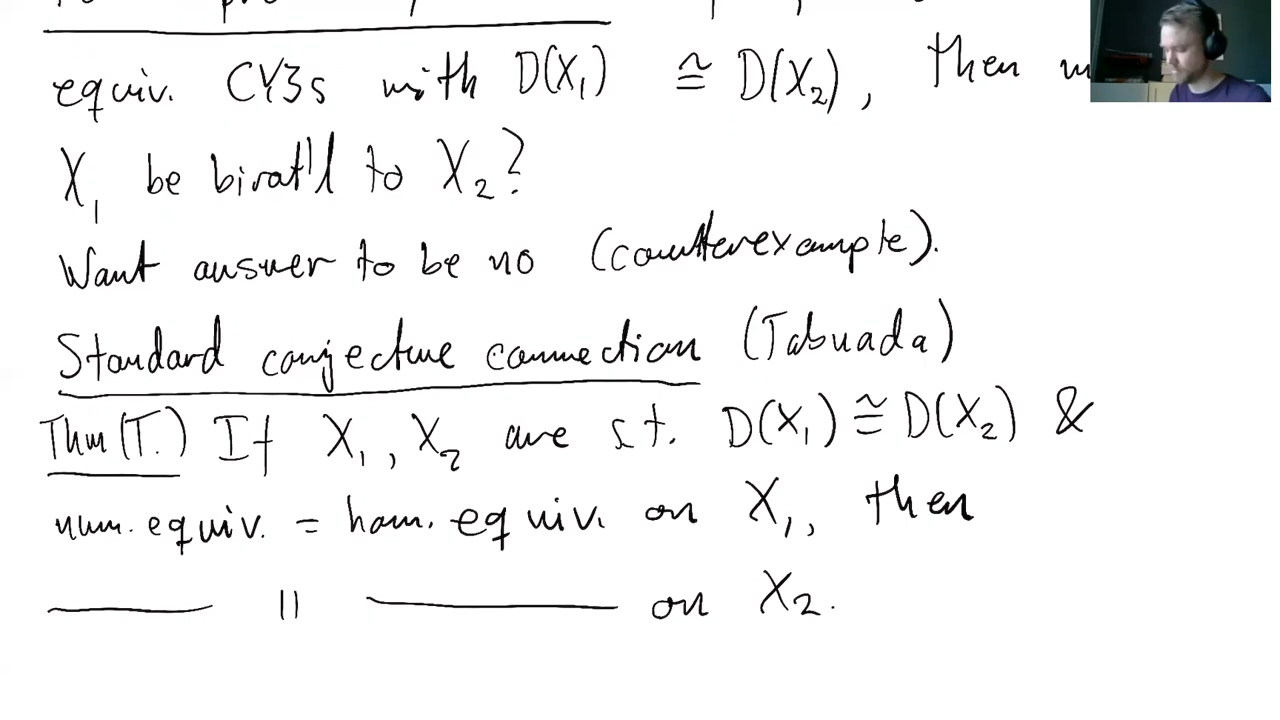 equiv. CY3s with D(X₁) ≅ D(X₂), then
X₁ be birat'l to X₂?
Want answer to be no (counterexample).
Standard conjecture connection (Tabuada)
Thm(T.) If X₁, X₂ are s.t. D(X₁) ≅ D(X₂) &
num. equiv. = hom. equiv. on X₁, then
—— " —— on X₂.